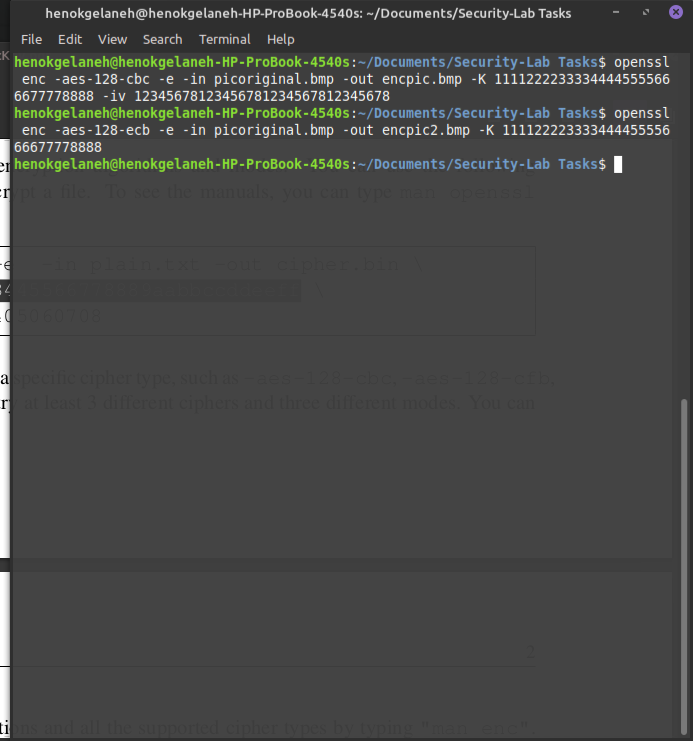 henokgelaneh@henokgelaneh-HP-ProBook-4540s: ~/Documents/Security-Lab Tasks
File Edit View Search Terminal Help
henokgelaneh@henokgelaneh-HP-ProBook-4540s:~/Documents/Security-Lab Tasks$ openssl
enc -aes-128-cbc -e -in picoriginal.bmp -out encpic.bmp -K 1111222233334444555566
6677778888 -iv 12345678123456781234567812345678
henokgelaneh@henokgelaneh-HP-ProBook-4540s:~/Documents/Security-Lab Tasks$ openssl
enc -aes-128-ecb -e -in picoriginal.bmp -out encpic2.bmp -K 111122223333444455556
66677778888
henokgelaneh@henokgelaneh-HP-ProBook-4540s:~/Documents/Security-Lab Tasks$
crypt a file. To see the manuals, you can type man openssl
-e -in plain.txt -out cipher.bin \
a specific cipher type, such as -aes-128-cbc, -aes-128-cfb,
ry at least 3 different ciphers and three different modes. You can
2
tions and all the supported cipher types by typing "man enc".